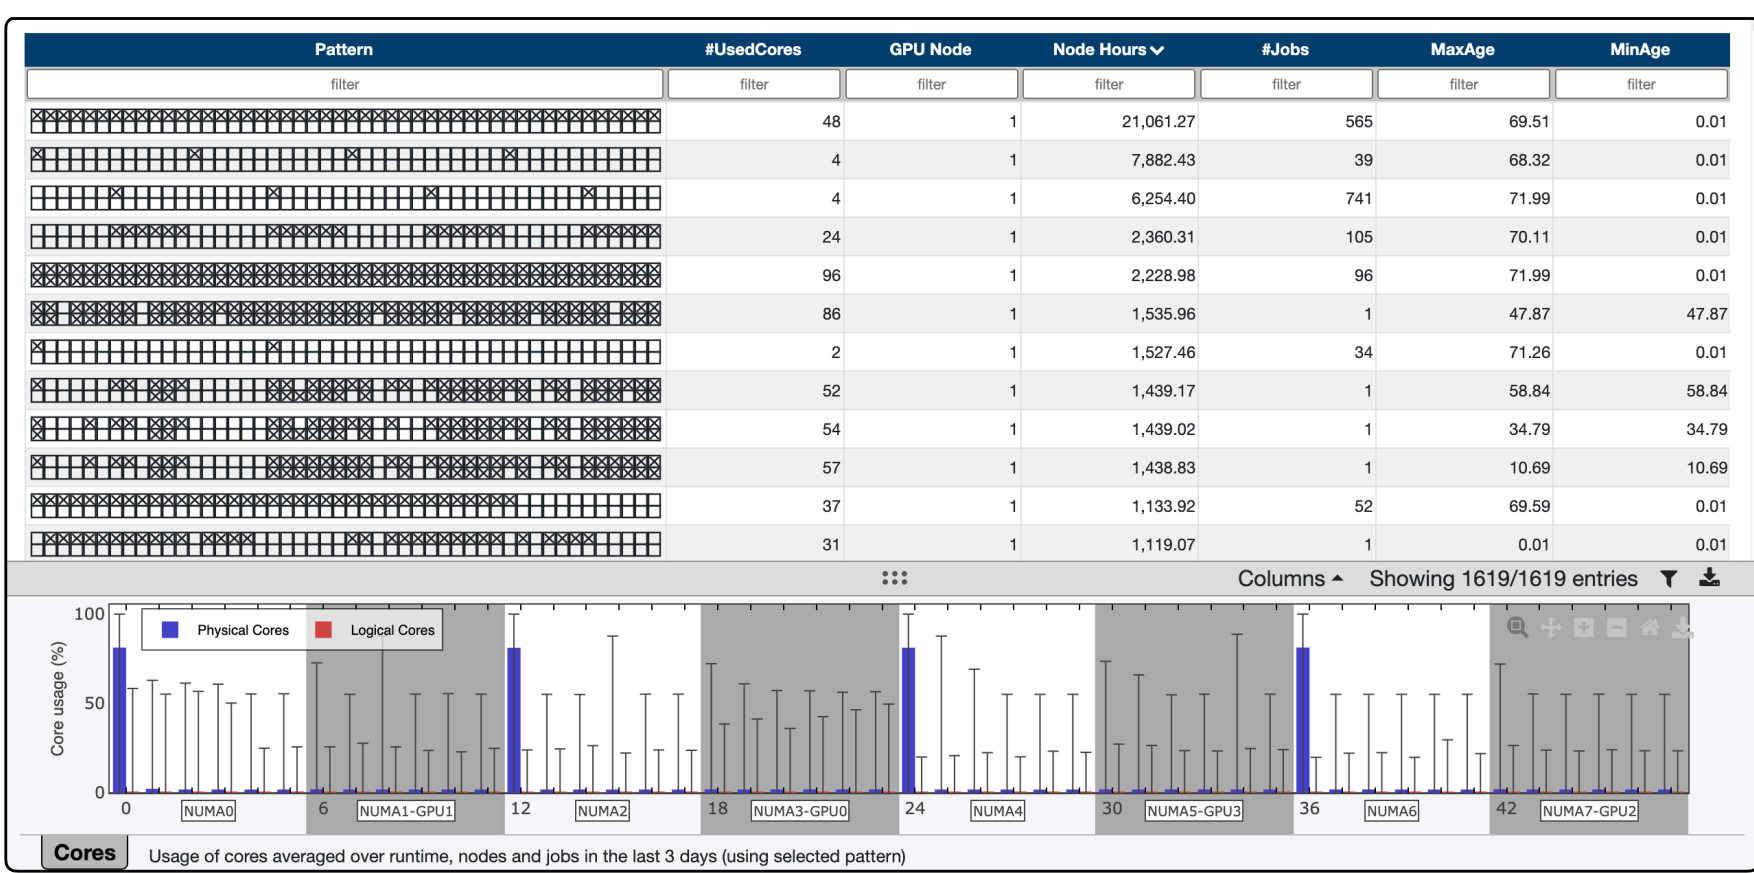 Pattern #UsedCores GPU Node Node Hours #Jobs MaxAge MinAge
filter filter filter filter filter filter filter
48 1 21,061.27 565 69.51 0.01
4 1 7,882.43 39 68.32 0.01
4 1 6,254.40 741 71.99 0.01
24 1 2,360.31 105 70.11 0.01
96 1 2,228.98 96 71.99 0.01
86 1 1,535.96 1 47.87 47.87
2 1 1,527.46 34 71.26 0.01
52 1 1,439.17 1 58.84 58.84
54 1 1,439.02 1 34.79 34.79
57 1 1,438.83 1 10.69 10.69
37 1 1,133.92 52 69.59 0.01
31 1 1,119.07 1 0.01 0.01
Columns Showing 1619/1619 entries
100
50
0
Core usage (%)
Physical Cores Logical Cores
0 NUMA0 6 NUMA1-GPU1 12 NUMA2 18 NUMA3-GPU0 24 NUMA4 30 NUMA5-GPU3 36 NUMA6 42 NUMA7-GPU2
Cores Usage of cores averaged over runtime, nodes and jobs in the last 3 days (using selected pattern)